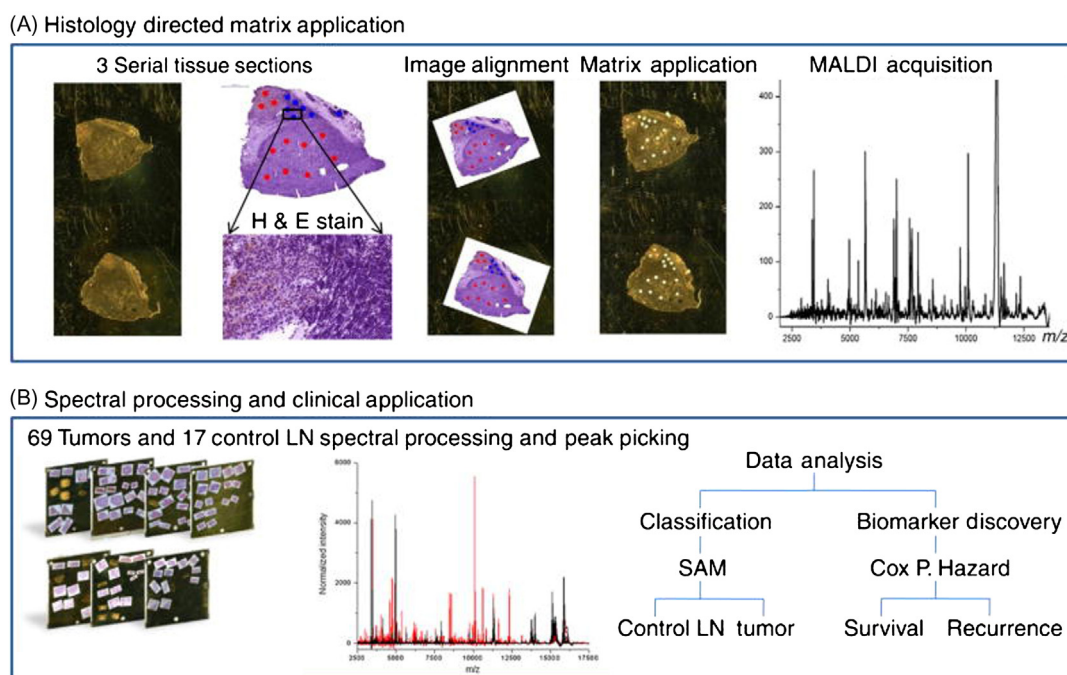 (A) Histology directed matrix application
3 Serial tissue sections
Image alignment
Matrix application
MALDI acquisition
H & E stain
400
300
200
100
0
2500
5000
7500
10000
12500
m/z
(B) Spectral processing and clinical application
69 Tumors and 17 control LN spectral processing and peak picking
Normalized intensity
6000
4000
2000
0
2500
5000
7500
10000
12500
15000
17500
m/z
Data analysis
Classification
Biomarker discovery
SAM
Cox P. Hazard
Control LN
tumor
Survival
Recurrence